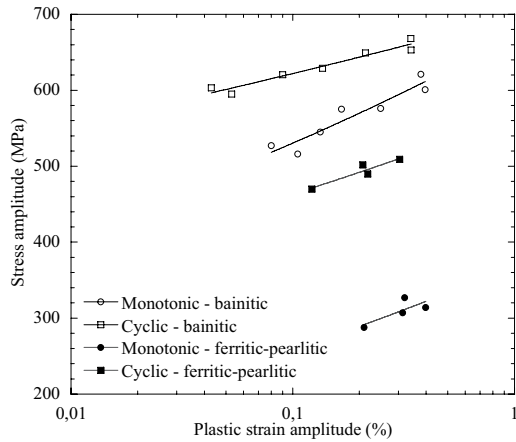 700
600
500
400
300
200
Stress amplitude (MPa)
Monotonic - bainitic
Cyclic - bainitic
Monotonic - ferritic-pearlitic
Cyclic - ferritic-pearlitic
0,01
0,1
1
Plastic strain amplitude (%)